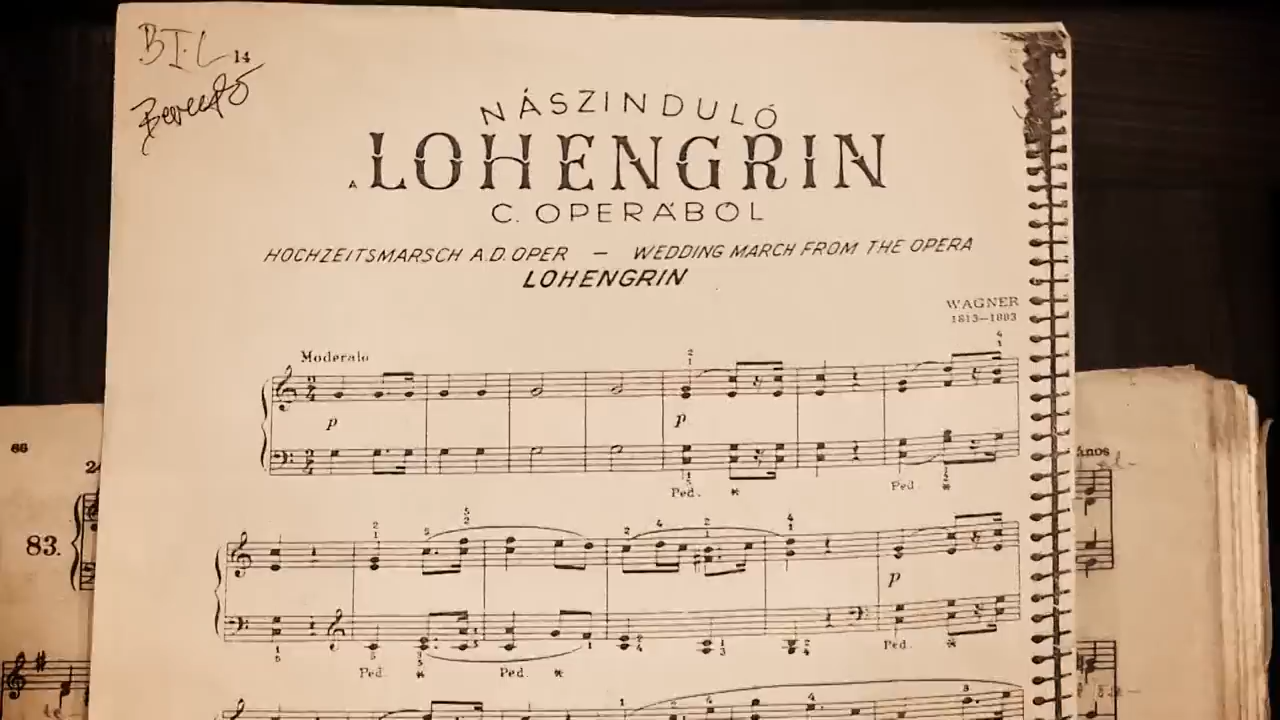 14
NÁSZINDULÓ
A LOHENGRIN
C. OPERÁBÓL
HOCHZEITSMARSCH A.D. OPER — WEDDING MARCH FROM THE OPERA
LOHENGRIN
WAGNER
1813—1883
Moderato
p
p
Ped. *
Ped. *
p
Ped. *
Ped. *
Ped. *
66
83.